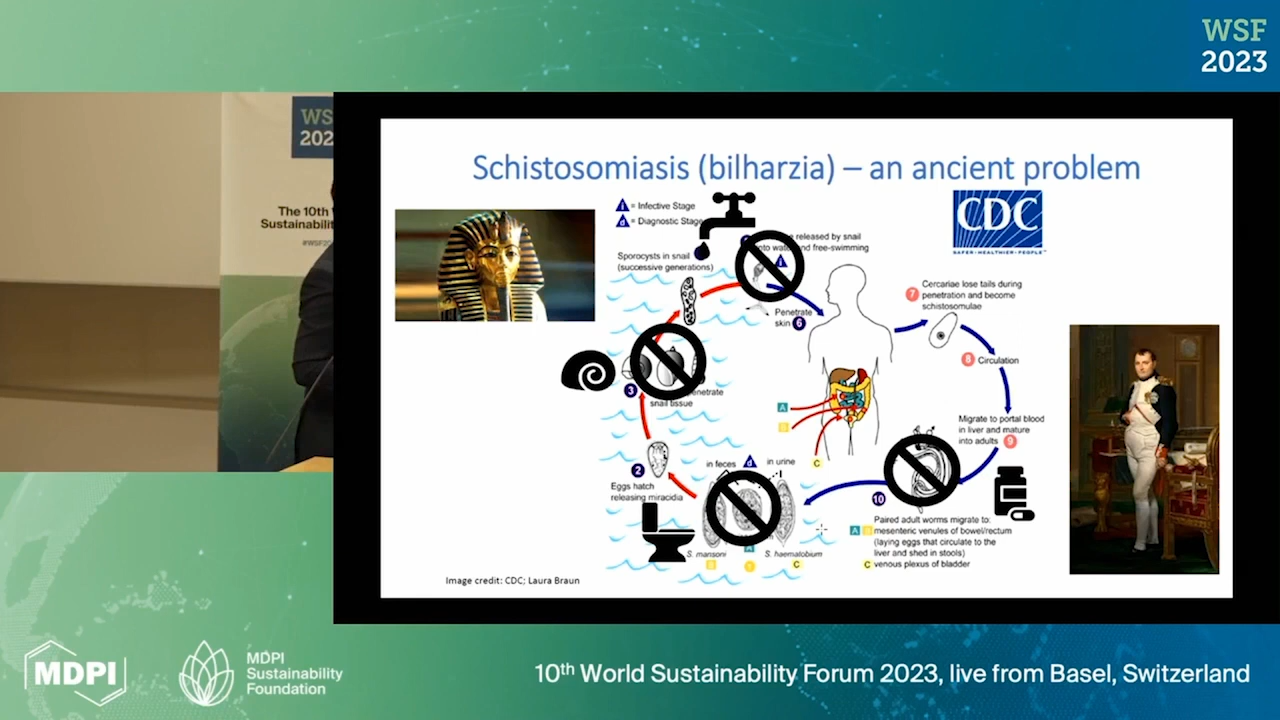 WSF
2023
WS
202
The 10th
Sustainabilit
#WSF20
Schistosomiasis (bilharzia) – an ancient problem
i = Infective Stage
d = Diagnostic Stage
CDC
SAFER • HEALTHIER • PEOPLE™
Sporocysts in snail
(successive generations)
released by snail
and free-swimming
i
Penetrate
skin 6
7
Cercariae lose tails during
penetration and become
schistosomulae
8 Circulation
Migrate to portal blood
in liver and mature
into adults 9
3
snail tissue
A
B
C
2
Eggs hatch
releasing miracidia
in feces d in urine
10
Paired adult worms migrate to:
A B mesenteric venules of bowel/rectum
(laying eggs that circulate to the
liver and shed in stools)
C venous plexus of bladder
S. mansoni
S. haematobium
B
C
Image credit: CDC; Laura Braun
MDPI
MDPI
Sustainability
Foundation
10th World Sustainability Forum 2023, live from Basel, Switzerland